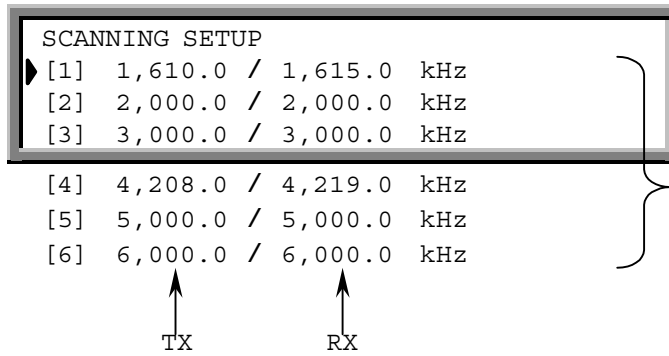 SCANNING SETUP
[1] 1,610.0 / 1,615.0 kHz
[2] 2,000.0 / 2,000.0 kHz
[3] 3,000.0 / 3,000.0 kHz
[4] 4,208.0 / 4,219.0 kHz
[5] 5,000.0 / 5,000.0 kHz
[6] 6,000.0 / 6,000.0 kHz
TX RX